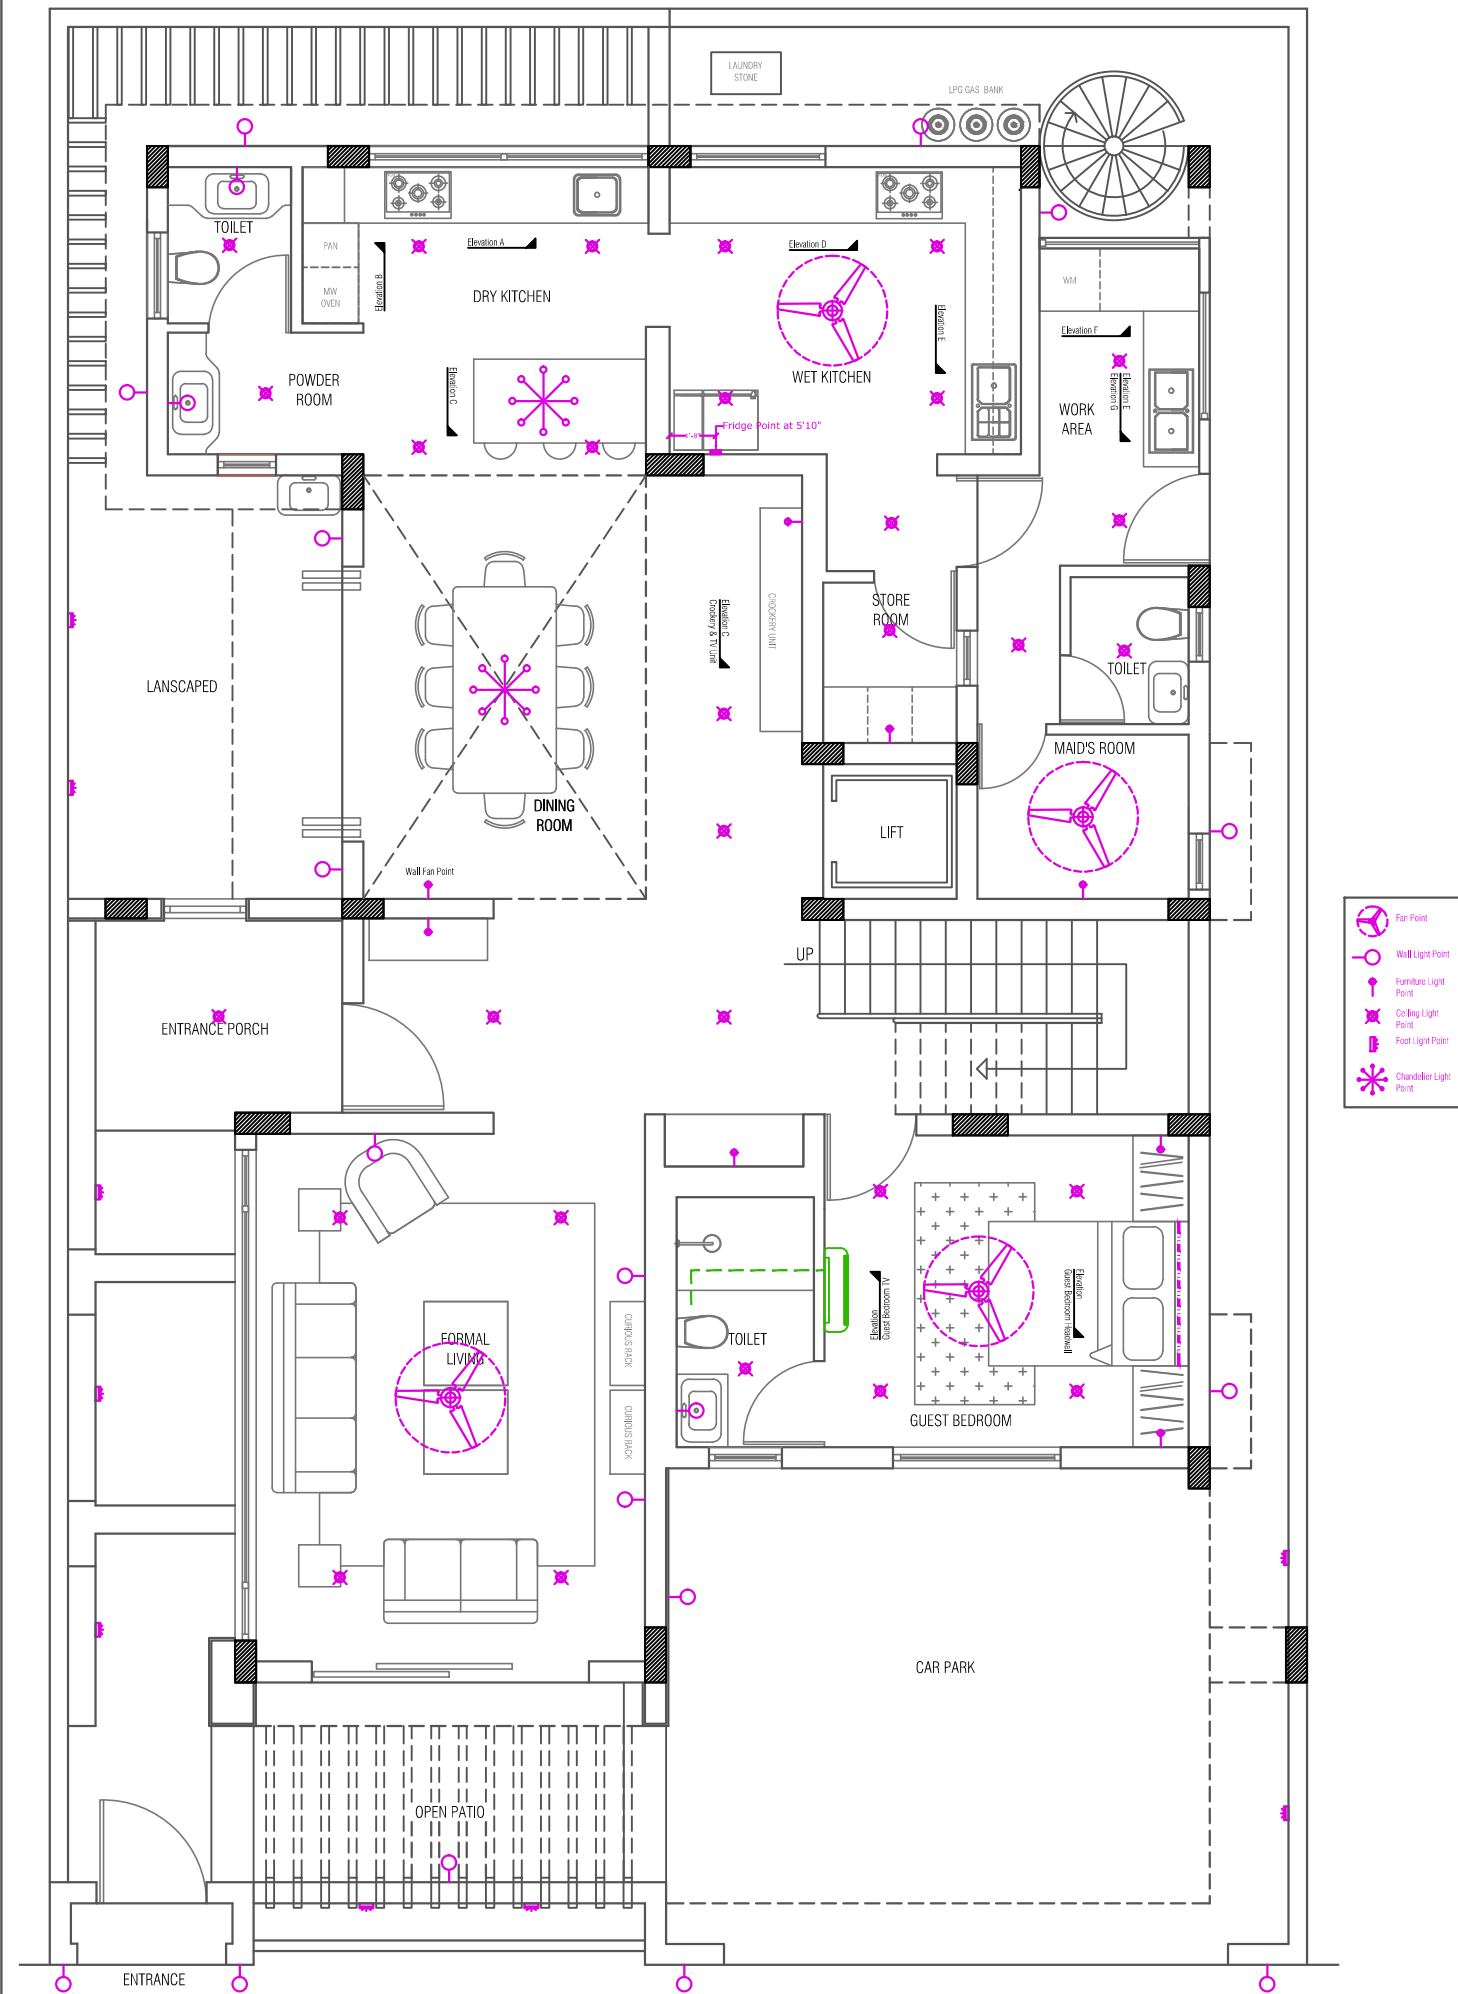 LAUNDRY
STONE
LPG GAS BANK
TOILET
PAN
MW
OVEN
Elevation B
Elevation A
DRY KITCHEN
Elevation D
Elevation E
WET KITCHEN
WM
Elevation F
Elevation E
Elevation G
WORK
AREA
POWDER
ROOM
Elevation C
Fridge Point at 5'10"
1'-8"
LANSCAPED
Elevation C
Crockery & TV Unit
CROCKERY UNIT
STORE
ROOM
TOILET
MAID'S ROOM
DINING
ROOM
LIFT
Wall Fan Point
UP
ENTRANCE PORCH
Fan Point
Wall Light Point
Furniture Light
Point
Ceiling Light
Point
Foot Light Point
Chandelier Light
Point
FORMAL
LIVING
CURIOUS RACK
CURIOUS RACK
TOILET
Elevation
Guest Bedroom TV
Elevation
Guest Bedroom Headwall
GUEST BEDROOM
CAR PARK
OPEN PATIO
ENTRANCE